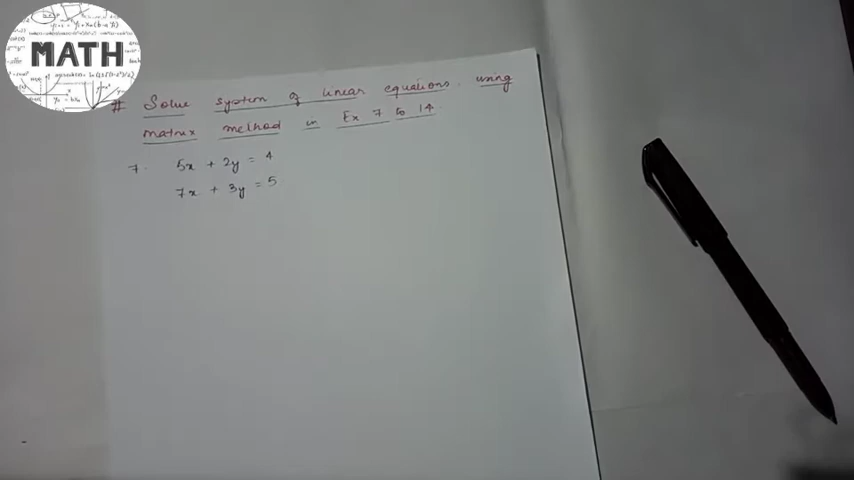 MATH
# Solve system of linear equations using
matrix method in Ex 7 to 14.
7. 5x + 2y = 4
7x + 3y = 5